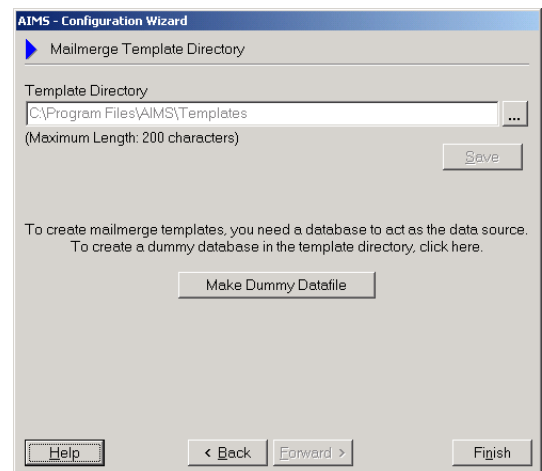 AIMS - Configuration Wizard
Mailmerge Template Directory
Template Directory
C:\Program Files\AIMS\Templates
...
(Maximum Length: 200 characters)
Save
To create mailmerge templates, you need a database to act as the data source.
To create a dummy database in the template directory, click here.
Make Dummy Datafile
Help < Back Forward > Finish